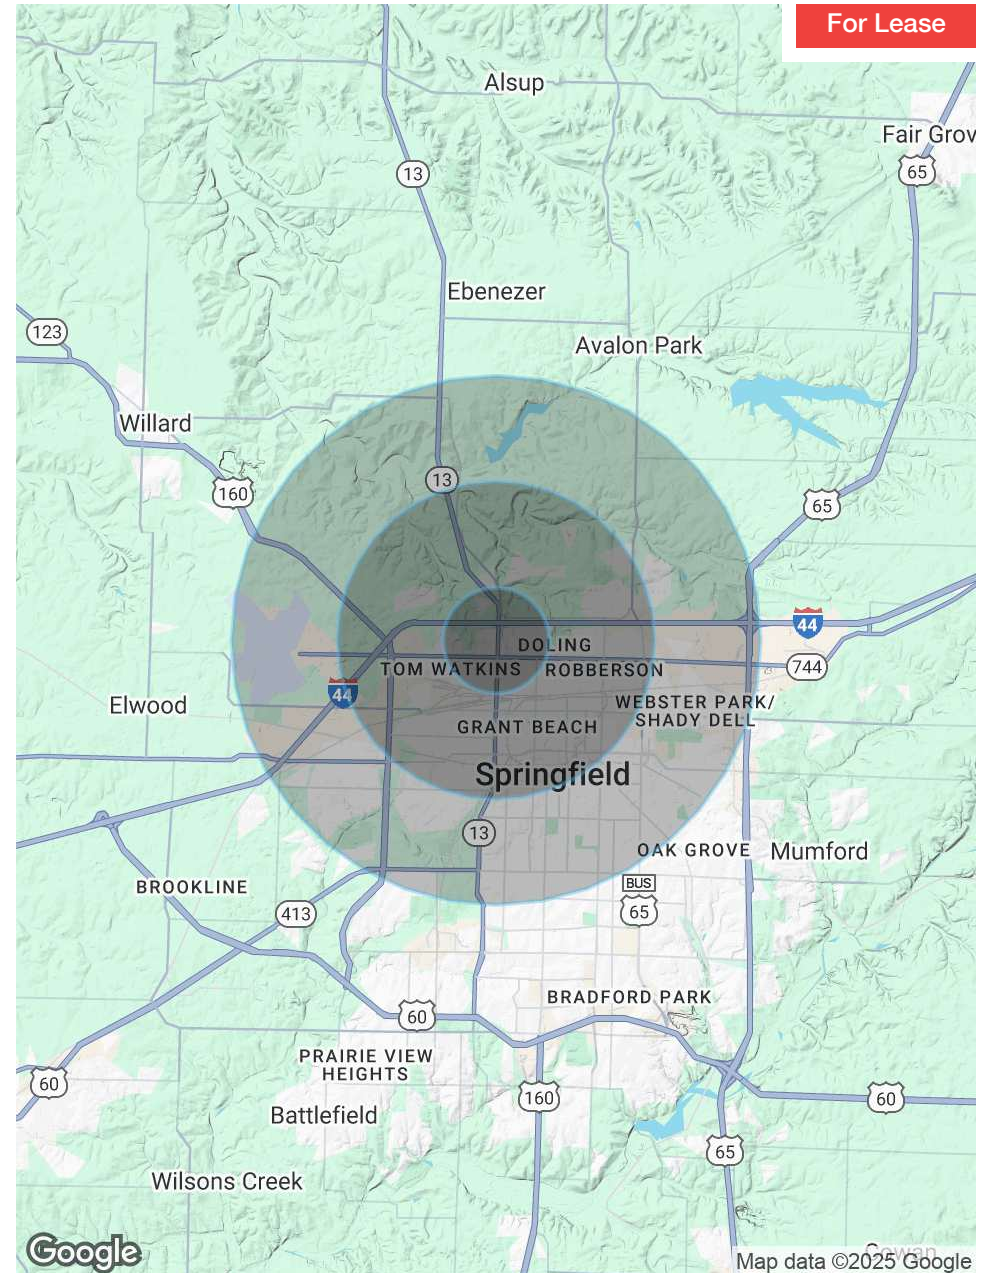 For Lease
Alsup
Fair Grov
13
65
Ebenezer
123
Avalon Park
Willard
13
160
65
44
DOLING
TOM WATKINS
ROBBERSON
744
44
Elwood
WEBSTER PARK/
SHADY DELL
GRANT BEACH
Springfield
13
OAK GROVE
Mumford
BROOKLINE
BUS
65
413
BRADFORD PARK
60
PRAIRIE VIEW
HEIGHTS
60
160
60
Battlefield
65
Wilsons Creek
Google
Cowan
Map data ©2025 Google